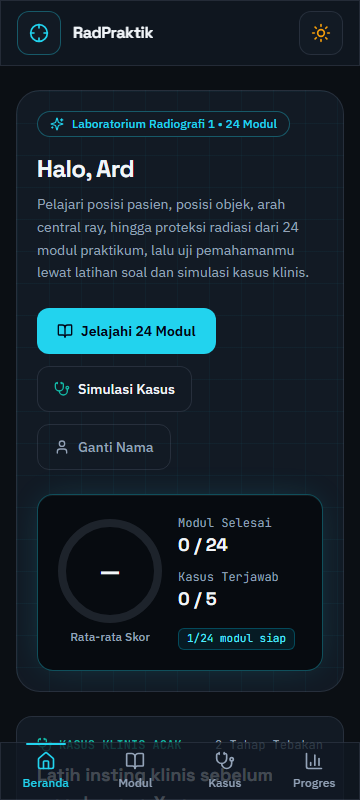 RadPraktik
Laboratorium Radiografi 1 • 24 Modul
Halo, Ard
Pelajari posisi pasien, posisi objek, arah
central ray, hingga proteksi radiasi dari 24
modul praktikum, lalu uji pemahamanmu
lewat latihan soal dan simulasi kasus klinis.
Jelajahi 24 Modul
Simulasi Kasus
Ganti Nama
—
Rata-rata Skor
Modul Selesai
0 / 24
Kasus Terjawab
0 / 5
1/24 modul siap
KASUS KLINIS ACAK
2 Tahap Tebakan
Latih insting klinis sebelum
Beranda
Modul
Kasus
Progres